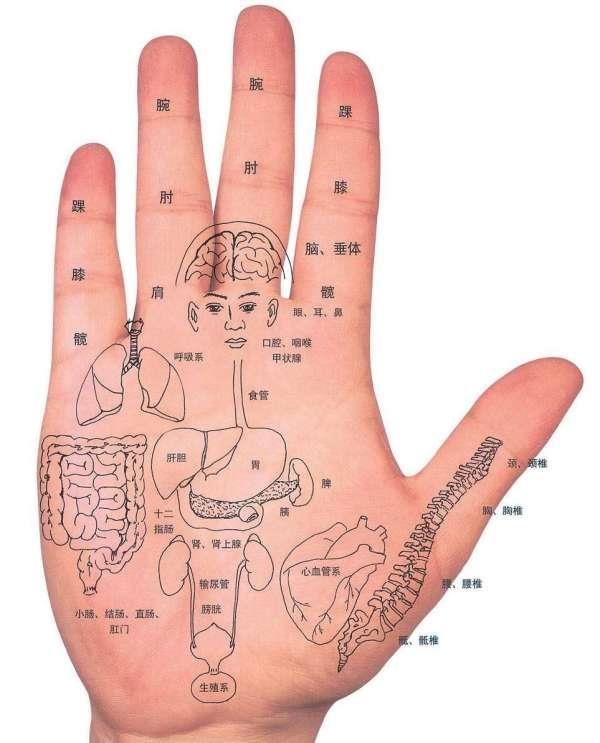 腕
腕
踝
肘
肘
膝
踝
脑、垂体
膝
肩
髋
眼、耳、鼻
髋
呼吸系
口腔、咽喉
甲状腺
食管
肝胆
胃
颈、颈椎
脾
十二
指肠
胰
胸、胸椎
肾、肾上腺
心血管系
输尿管
腰、腰椎
膀胱
小肠、结肠、直肠、
肛门
骶、骶椎
生殖系